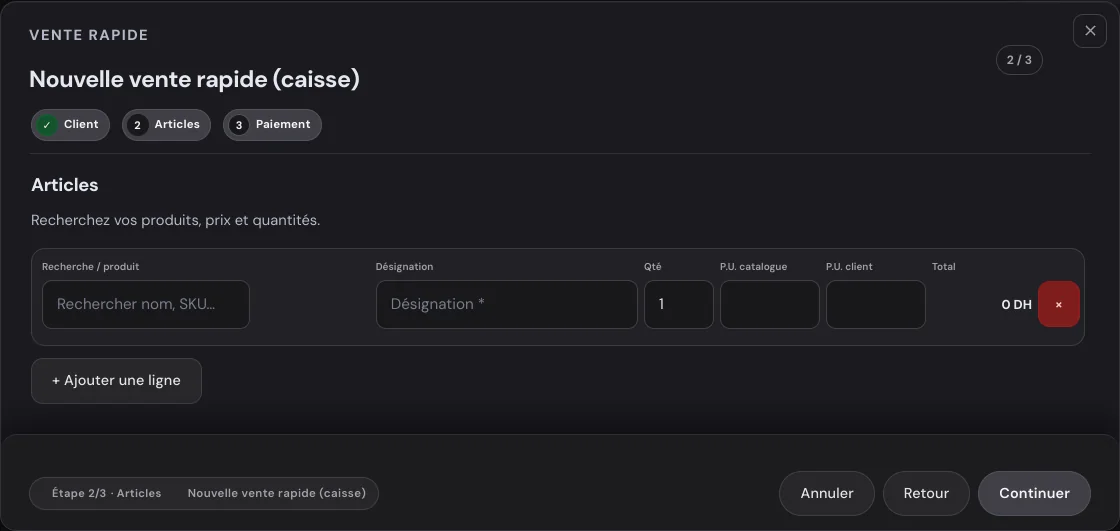 VENTE RAPIDE
×
2 / 3
Nouvelle vente rapide (caisse)
✓ Client 2 Articles 3 Paiement
Articles
Recherchez vos produits, prix et quantités.
Recherche / produit Désignation Qté P.U. catalogue P.U. client Total
Rechercher nom, SKU... Désignation * 1 0 DH ×
+ Ajouter une ligne
Étape 2/3 · Articles Nouvelle vente rapide (caisse) Annuler Retour Continuer